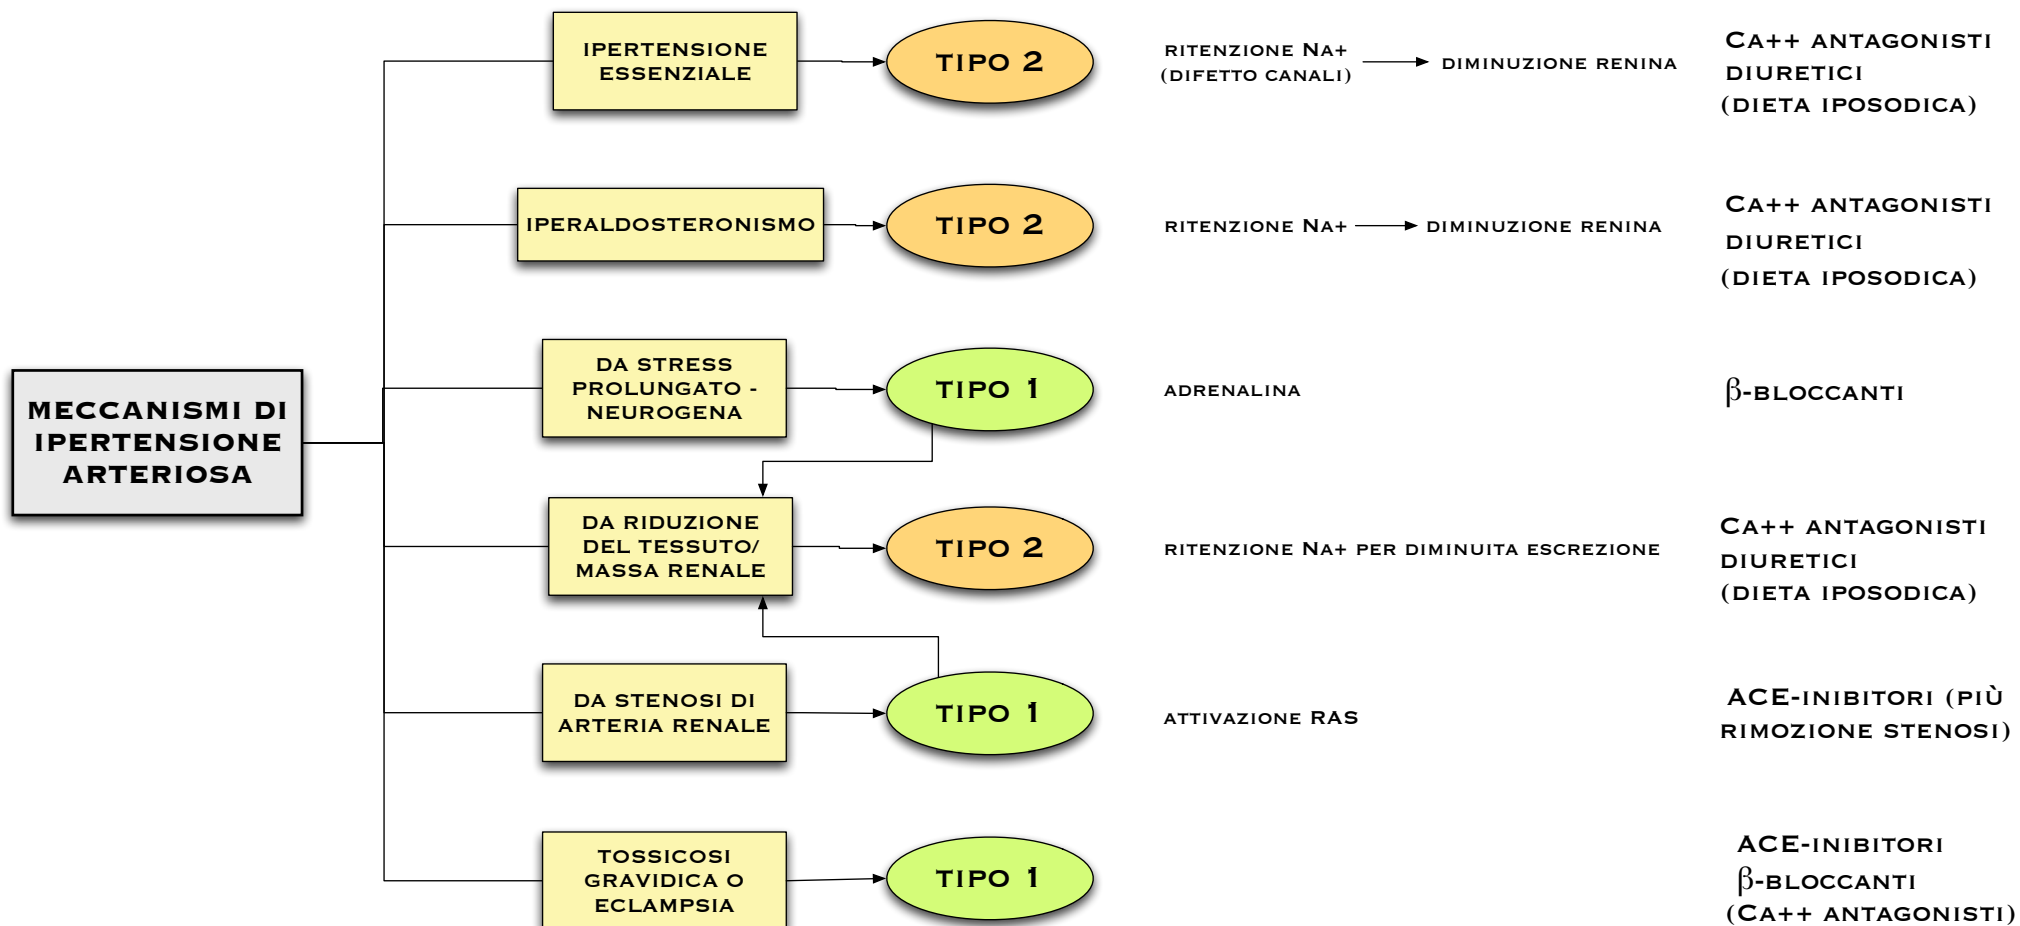 MECCANISMI DI
IPERTENSIONE
ARTERIOSA
IPERTENSIONE
ESSENZIALE
TIPO 2
RITENZIONE NA+
(DIFETTO CANALI)
DIMINUZIONE RENINA
CA++ ANTAGONISTI
DIURETICI
(DIETA IPOSODICA)
IPERALDOSTERONISMO
TIPO 2
RITENZIONE NA+
DIMINUZIONE RENINA
CA++ ANTAGONISTI
DIURETICI
(DIETA IPOSODICA)
DA STRESS
PROLUNGATO -
NEUROGENA
TIPO 1
ADRENALINA
β-BLOCCANTI
DA RIDUZIONE
DEL TESSUTO/
MASSA RENALE
TIPO 2
RITENZIONE NA+ PER DIMINUITA ESCREZIONE
CA++ ANTAGONISTI
DIURETICI
(DIETA IPOSODICA)
DA STENOSI DI
ARTERIA RENALE
TIPO 1
ATTIVAZIONE RAS
ACE-INIBITORI (PIÙ
RIMOZIONE STENOSI)
TOSSICOSI
GRAVIDICA O
ECLAMPSIA
TIPO 1
ACE-INIBITORI
β-BLOCCANTI
(CA++ ANTAGONISTI)